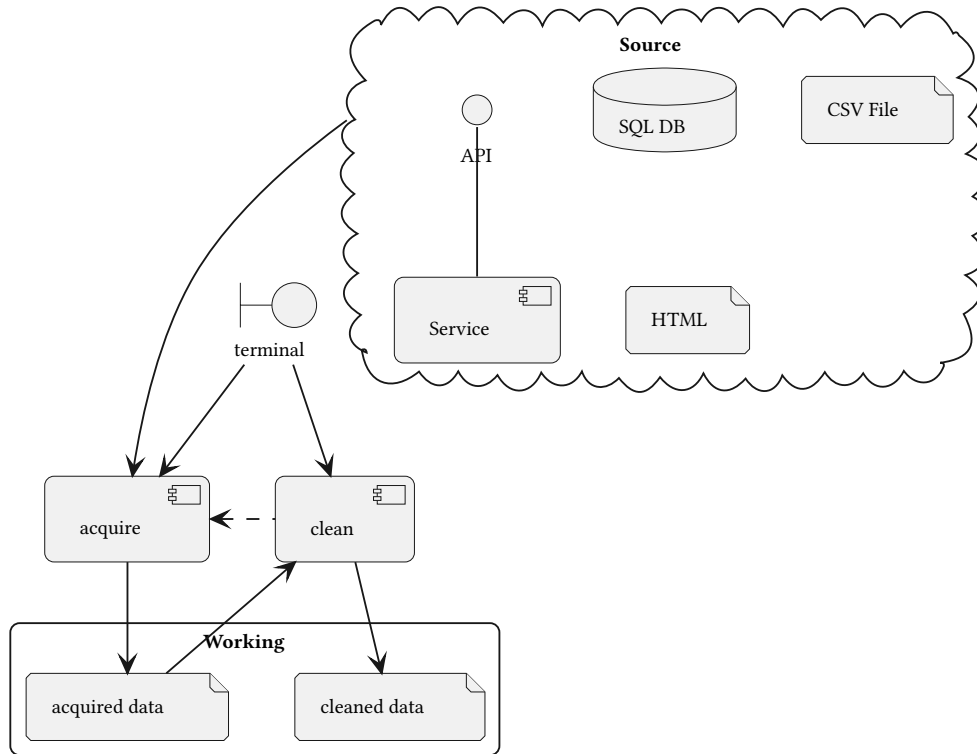 Source
API
SQL DB
CSV File
Service
HTML
terminal
acquire
clean
Working
acquired data
cleaned data